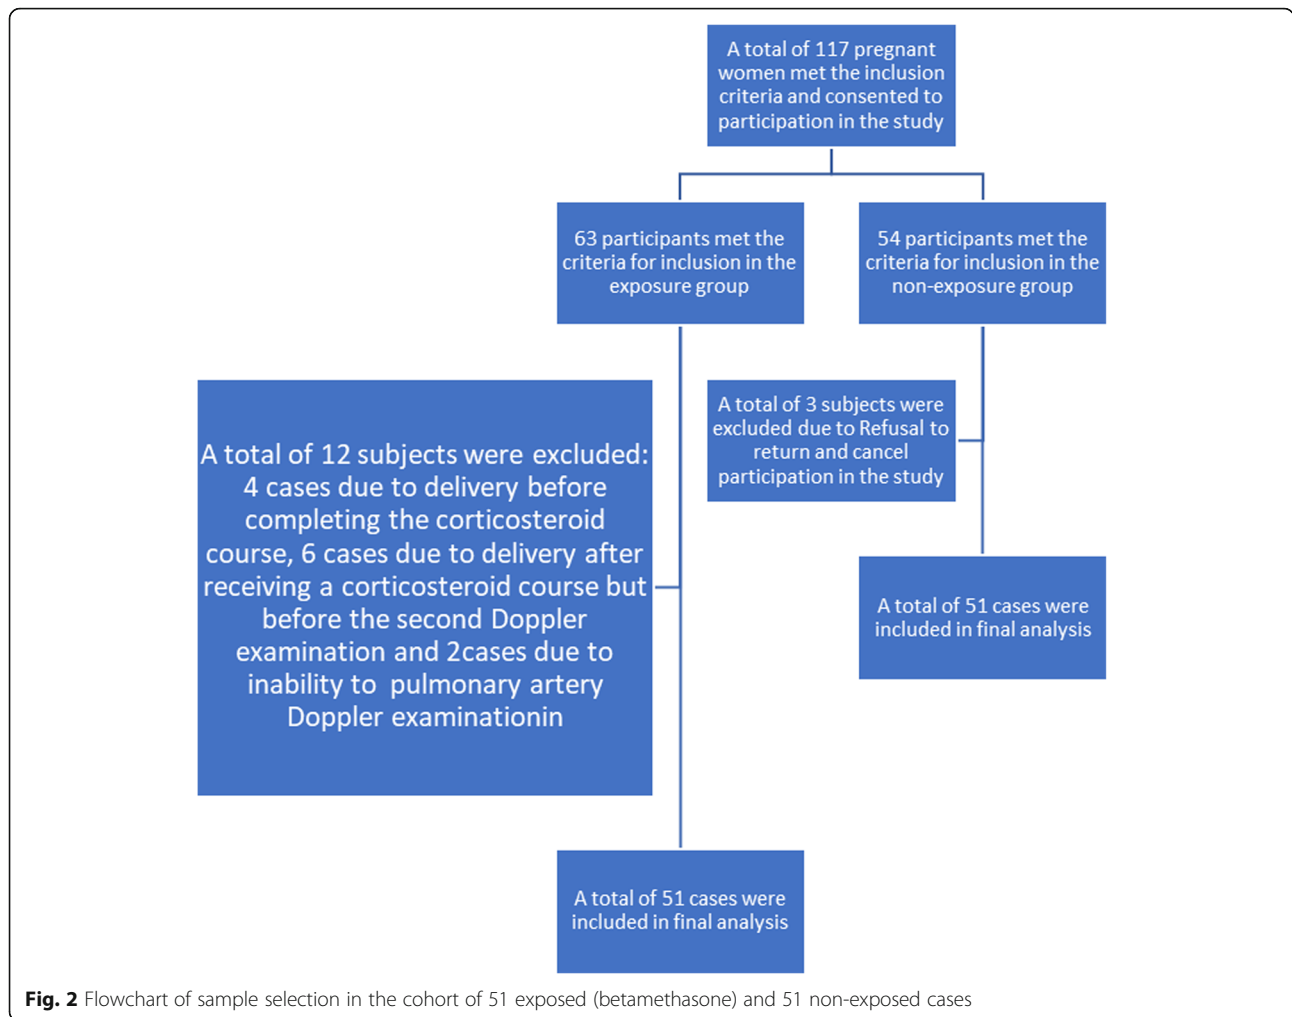 A total of 117 pregnant
women met the inclusion
criteria and consented to
participation in the study
63 participants met the
criteria for inclusion in the
exposure group
54 participants met the
criteria for inclusion in the
non-exposure group
A total of 12 subjects were excluded:
4 cases due to delivery before
completing the corticosteroid
course, 6 cases due to delivery after
receiving a corticosteroid course but
before the second Doppler
examination and 2cases due to
inability to pulmonary artery
Doppler examinationin
A total of 3 subjects were
excluded due to Refusal to
return and cancel
participation in the study
A total of 51 cases were
included in final analysis
A total of 51 cases were
included in final analysis
Fig. 2 Flowchart of sample selection in the cohort of 51 exposed (betamethasone) and 51 non-exposed cases